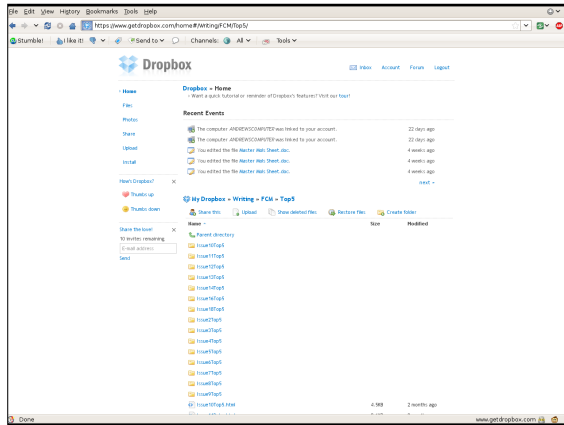 File Edit View History Bookmarks Tools Help
https://www.getdropbox.com/home#/Writing/FCM/Top5/
Stumble! I like it! Send to Channels: All Tools
Dropbox
Inbox Account Forum Logout
Home
Files
Photos
Share
Upload
Install
How's Dropbox? X
Thumbs up
Thumbs down
Share the love! X
10 invites remaining
E-mail address
Send
Dropbox » Home
- Want a quick tutorial or reminder of Dropbox's features? Visit our tour!
Recent Events
The computer ANDREWSCOMPUTER was linked to your account. 22 days ago
The computer ANDREWSCOMPUTER was linked to your account. 22 days ago
You edited the file Master Mats Sheet.doc. 4 weeks ago
You edited the file Master Mats Sheet.doc. 4 weeks ago
You edited the file Master Mats Sheet.doc. 4 weeks ago
next »
My Dropbox » Writing » FCM » Top5
Share this Upload Show deleted files Restore files Create folder
Name Size Modified
Parent directory
Issue10Top5
Issue11Top5
Issue12Top5
Issue13Top5
Issue14Top5
Issue16Top5
Issue18Top5
Issue2Top5
Issue3Top5
Issue4Top5
Issue5Top5
Issue6Top5
Issue7Top5
Issue8Top5
Issue9Top5
Issue10Top5.html 4.5KB 2 months ago
Done www.getdropbox.com